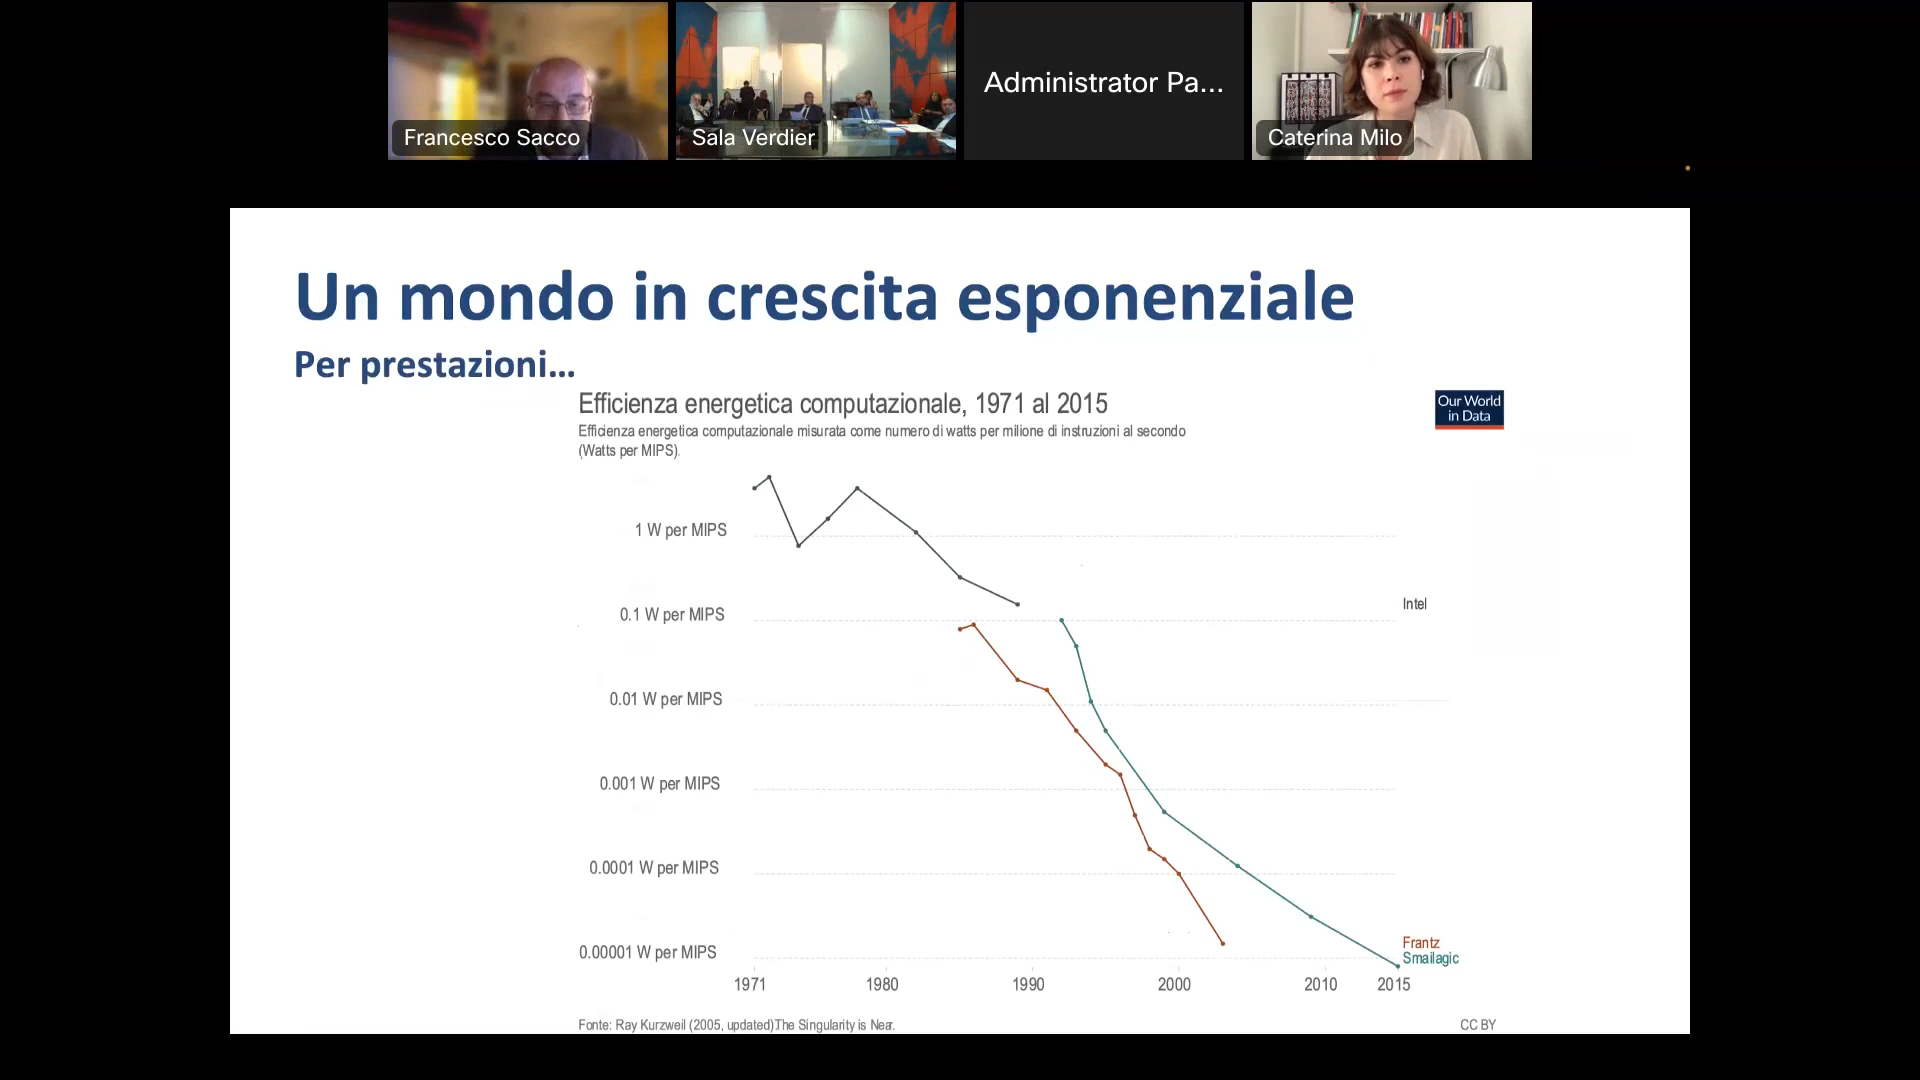 Francesco Sacco
Sala Verdier
Administrator Pa...
Caterina Milo
Un mondo in crescita esponenziale
Per prestazioni...
Efficienza energetica computazionale, 1971 al 2015
Our World
in Data
Efficienza energetica computazionale misurata come numero di watts per milione di instruzioni al secondo
(Watts per MIPS).
1 W per MIPS
0.1 W per MIPS
Intel
0.01 W per MIPS
0.001 W per MIPS
0.0001 W per MIPS
0.00001 W per MIPS
Frantz
Smailagic
1971 1980 1990 2000 2010 2015
Fonte: Ray Kurzweil (2005, updated)The Singularity is Near.
CC BY